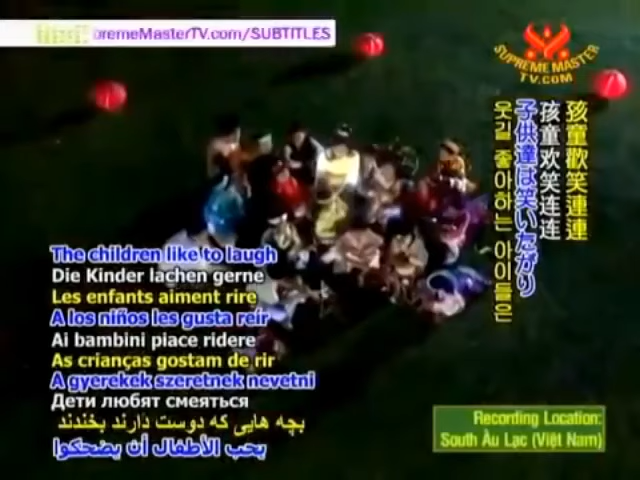 premeMasterTV.com/SUBTITLES
SUPREME MASTER
TV.COM
孩童歡笑連連
孩童欢笑连连
子供達は笑いたがり
웃길 좋아하는 아이들은
The children like to laugh
Die Kinder lachen gerne
Les enfants aiment rire
A los niños les gusta reír
Ai bambini piace ridere
As crianças gostam de rir
A gyerekek szeretnek nevetni
Дети любят смеяться
بچه هایی که دوست دارند بخندند
يحب الأطفال أن يضحكوا
Recording Location:
South Âu Lạc (Việt Nam)